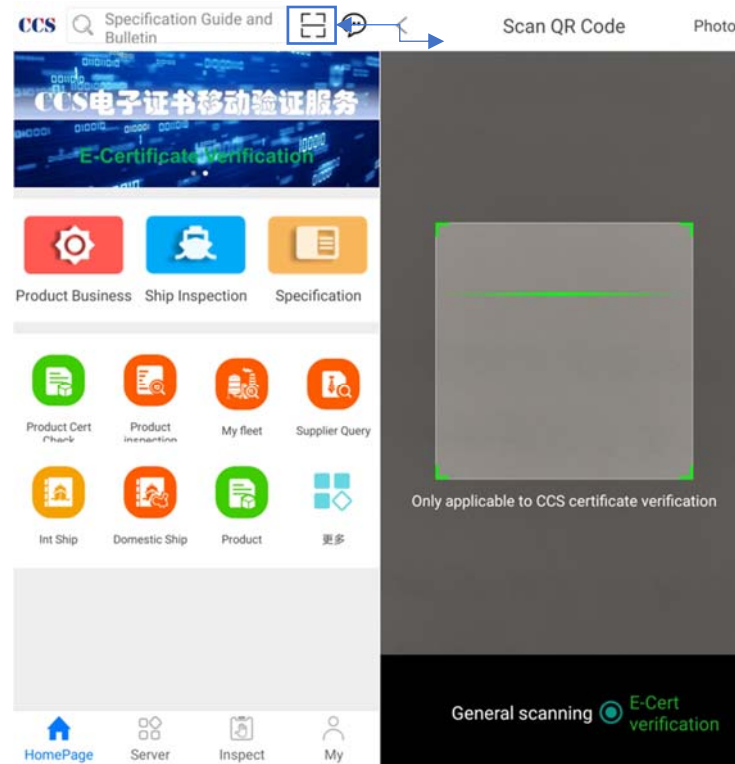 CCS
Specification Guide and
Bulletin
CCS电子证书移动验证服务
E-Certificate Verification
Product Business
Ship Inspection
Specification
Product Cert
Check
Product
inspection
My fleet
Supplier Query
Int Ship
Domestic Ship
Product
更多
HomePage
Server
Inspect
My
Scan QR Code
Photo
Only applicable to CCS certificate verification
General scanning
E-Cert
verification